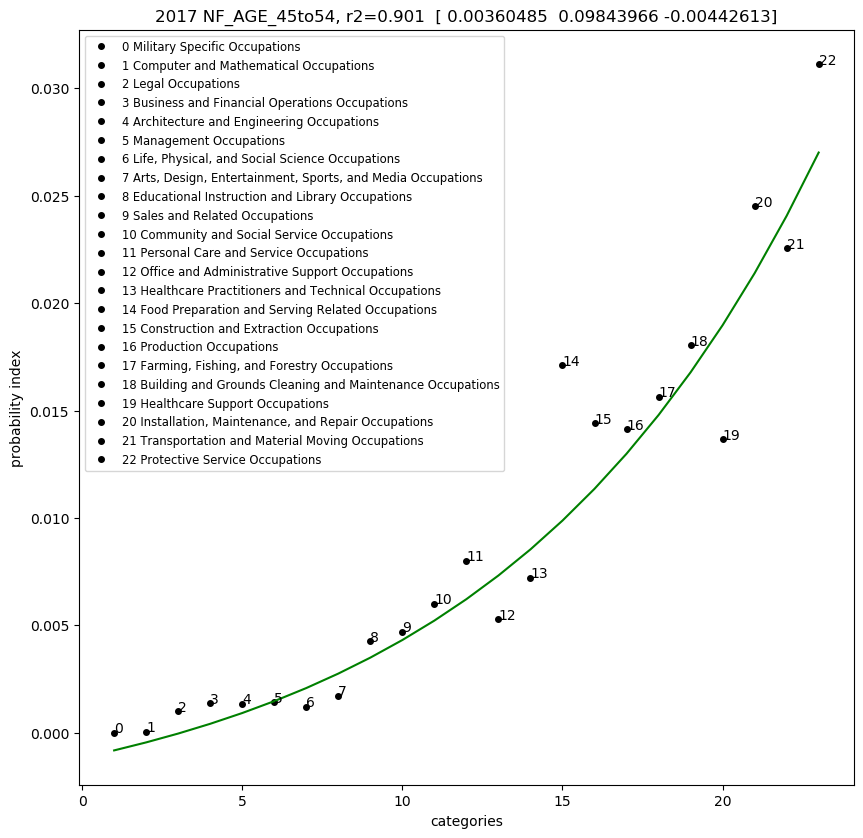 2017 NF_AGE_45to54, r2=0.901 [ 0.00360485 0.09843966 -0.00442613]
0 Military Specific Occupations
1 Computer and Mathematical Occupations
2 Legal Occupations
3 Business and Financial Operations Occupations
4 Architecture and Engineering Occupations
5 Management Occupations
6 Life, Physical, and Social Science Occupations
7 Arts, Design, Entertainment, Sports, and Media Occupations
8 Educational Instruction and Library Occupations
9 Sales and Related Occupations
10 Community and Social Service Occupations
11 Personal Care and Service Occupations
12 Office and Administrative Support Occupations
13 Healthcare Practitioners and Technical Occupations
14 Food Preparation and Serving Related Occupations
15 Construction and Extraction Occupations
16 Production Occupations
17 Farming, Fishing, and Forestry Occupations
18 Building and Grounds Cleaning and Maintenance Occupations
19 Healthcare Support Occupations
20 Installation, Maintenance, and Repair Occupations
21 Transportation and Material Moving Occupations
22 Protective Service Occupations
probability index
0.030
0.025
0.020
0.015
0.010
0.005
0.000
0
1
2
3
4
5
6
7
8
9
10
11
12
13
14
15
16
17
18
19
20
21
22
0
5
10
15
20
categories